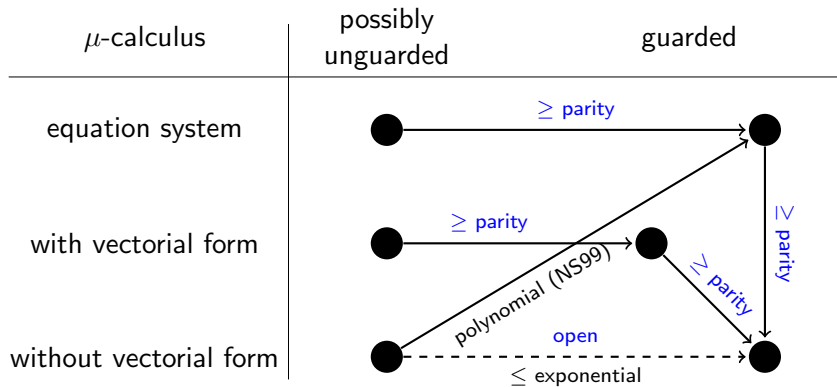 μ-calculus
possibly
unguarded
guarded
equation system
≥ parity
with vectorial form
≥ parity
polynomial (NS99)
≥ parity
≥ parity
without vectorial form
open
≤ exponential